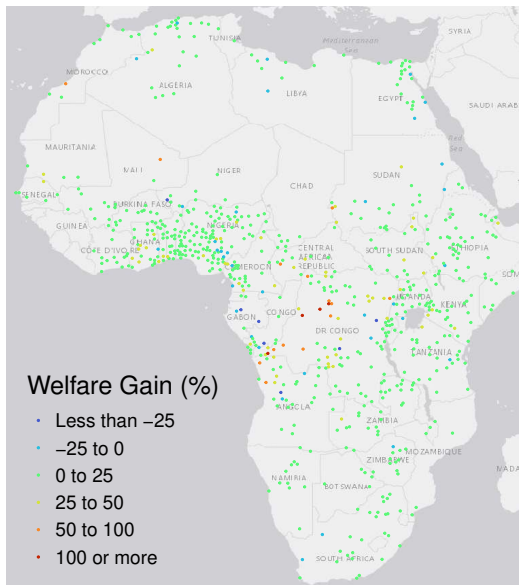 Mediterranean
Sea
SYRIA
TUNISIA
MOROCCO
ALGERIA
LIBYA
EGYPT
SAUDI ARAB
Red
Sea
MAURITANIA
MALI
NIGER
CHAD
SUDAN
SENEGAL
BURKINA FASO
GUINEA
NIGERIA
GHANA
CÔTE D'IVOIRE
CENTRAL
AFRICAN
REPUBLIC
SOUTH SUDAN
ETHIOPIA
CAMEROON
SOM
UGANDA
KENYA
GABON
CONGO
DR CONGO
TANZANIA
Welfare Gain (%)
Less than −25
−25 to 0
0 to 25
25 to 50
50 to 100
100 or more
ANGOLA
ZAMBIA
MOZAMBIQUE
ZIMBABWE
MADA
NAMIBIA
BOTSWANA
SOUTH AFRICA